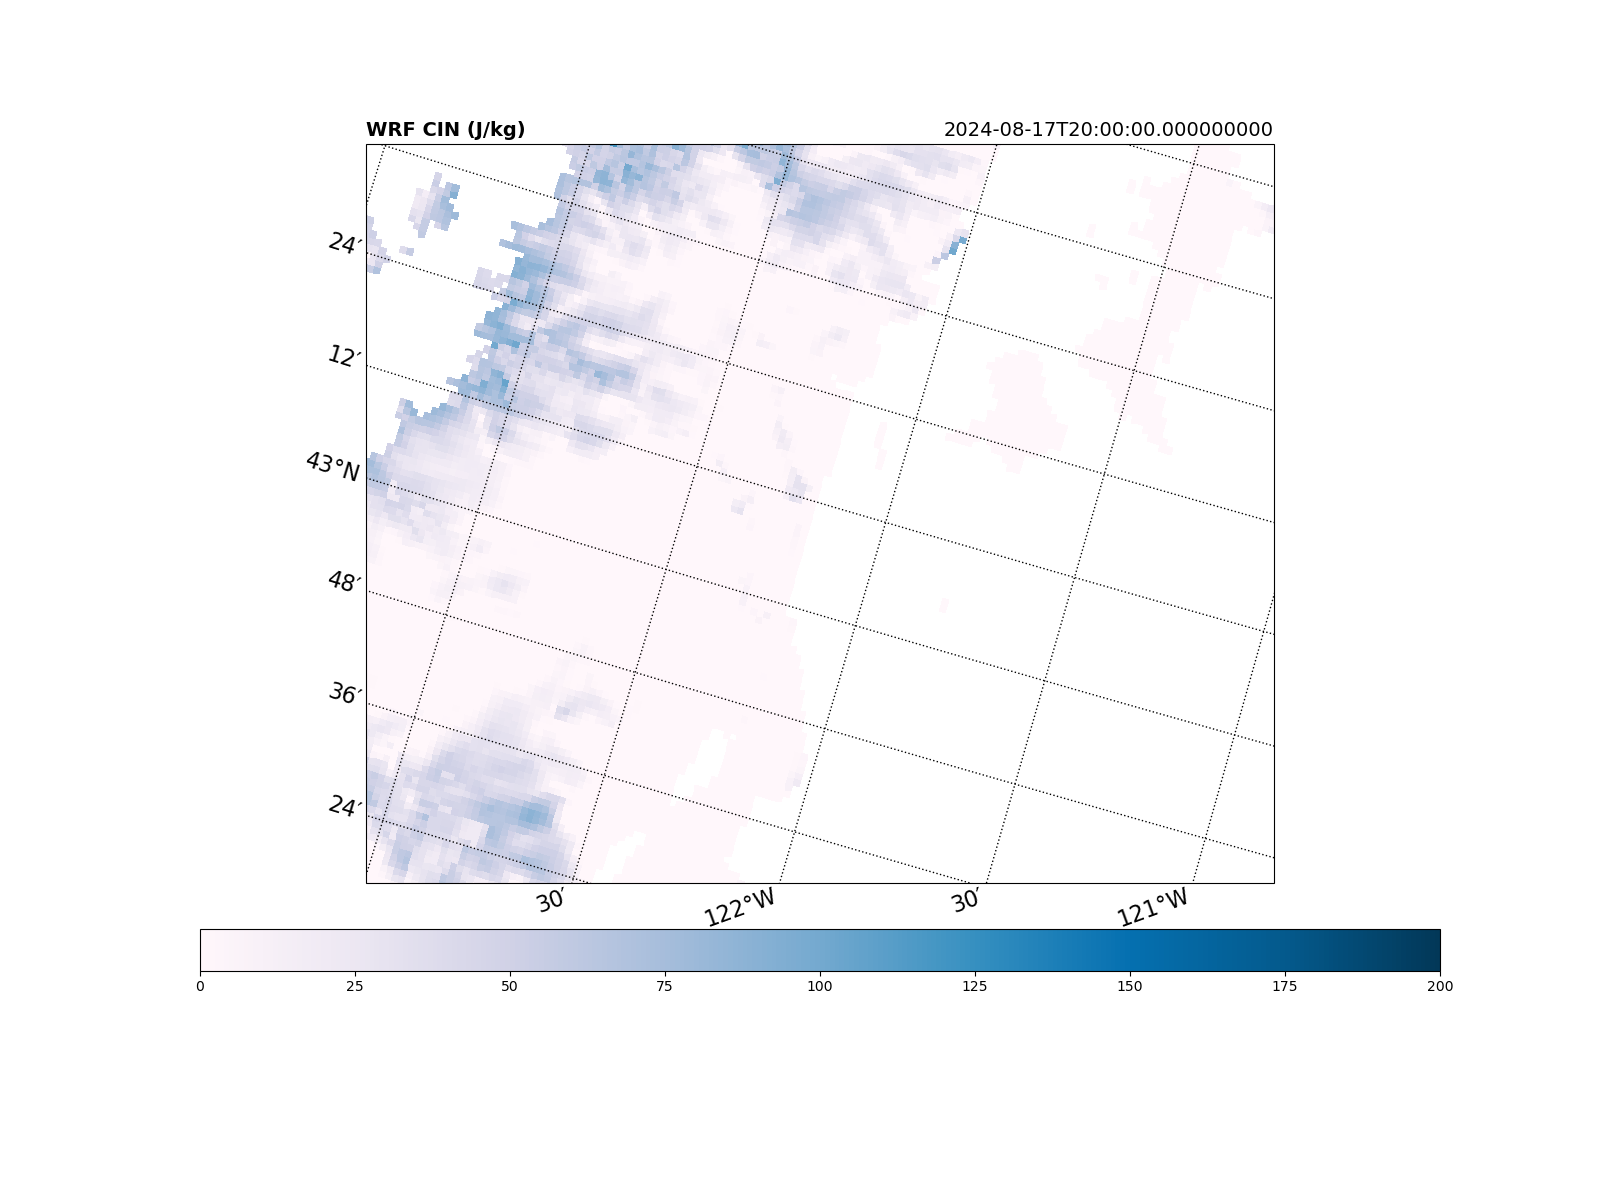 WRF CIN (J/kg) 2024-08-17T20:00:00.000000000
24′
12′
43°N
48′
36′
24′
30′ 122°W 30′ 121°W
0 25 50 75 100 125 150 175 200